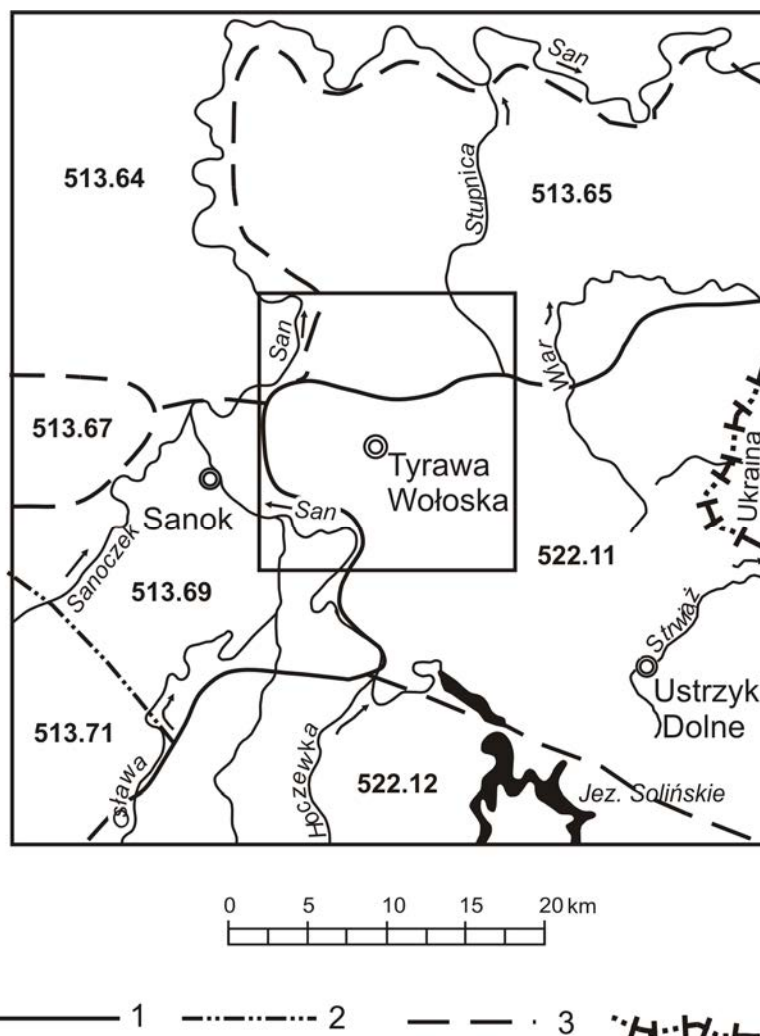 San
513.64
Stupnica
513.65
San
Wiar
513.67
Ukraina
Tyrawa
Wołoska
Sanok
San
522.11
Sanoczek
513.69
Strwiąż
Ustrzyk
Dolne
513.71
Osława
Hoczewka
522.12
Jez. Solińskie
0 5 10 15 20 km
1 2 3